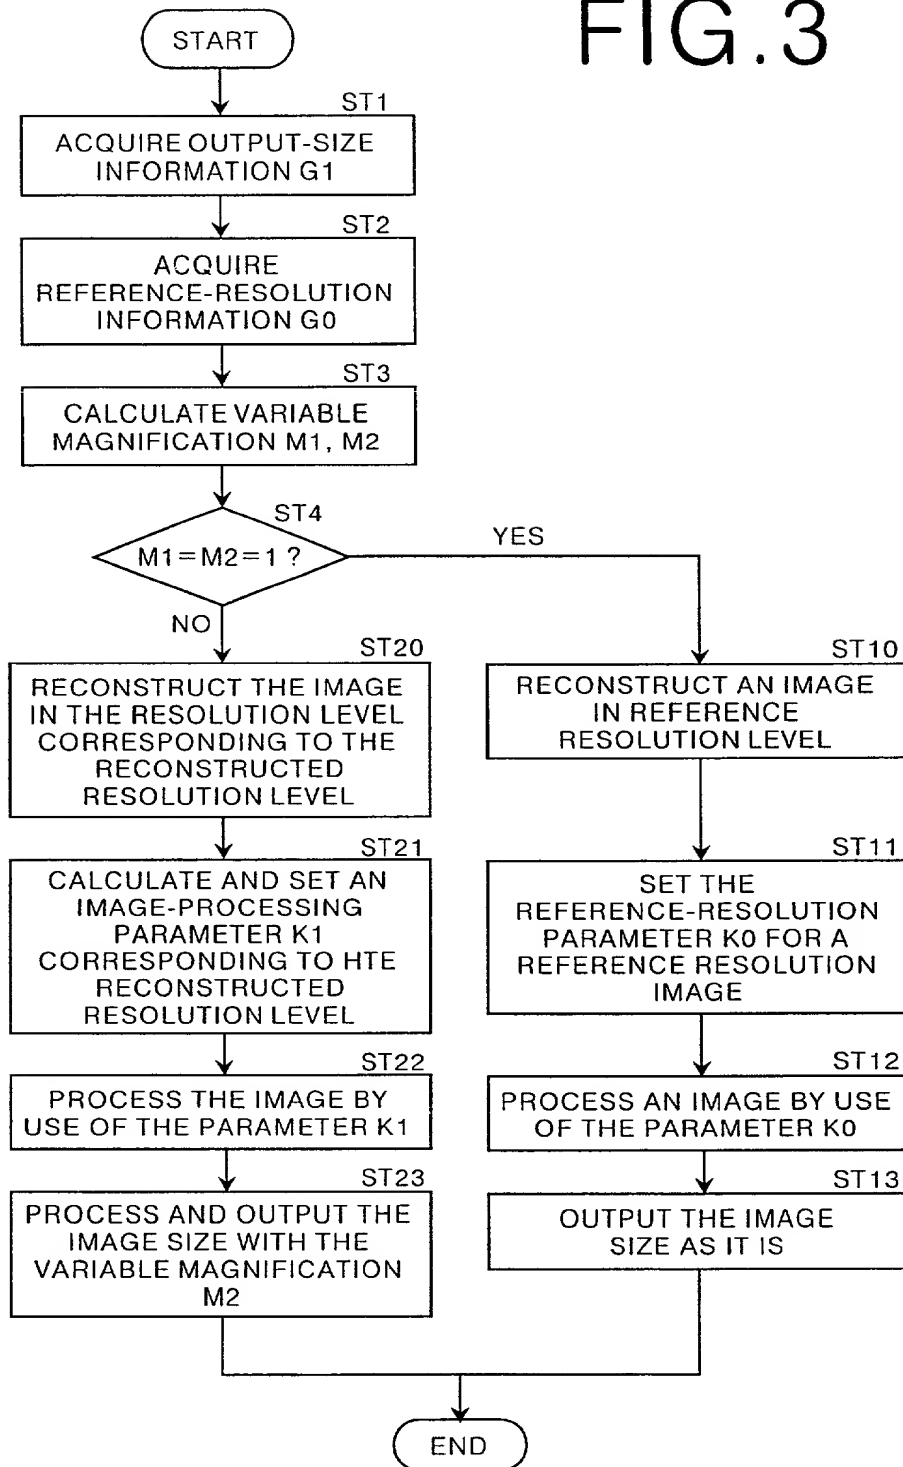 FIG.3
START
ST1
ACQUIRE OUTPUT-SIZE
INFORMATION G1
ST2
ACQUIRE
REFERENCE-RESOLUTION
INFORMATION G0
ST3
CALCULATE VARIABLE
MAGNIFICATION M1, M2
ST4
M1=M2=1 ?
YES
NO
ST20
RECONSTRUCT THE IMAGE
IN THE RESOLUTION LEVEL
CORRESPONDING TO THE
RECONSTRUCTED
RESOLUTION LEVEL
ST21
CALCULATE AND SET AN
IMAGE-PROCESSING
PARAMETER K1
CORRESPONDING TO HTE
RECONSTRUCTED
RESOLUTION LEVEL
ST22
PROCESS THE IMAGE BY
USE OF THE PARAMETER K1
ST23
PROCESS AND OUTPUT THE
IMAGE SIZE WITH THE
VARIABLE MAGNIFICATION
M2
ST10
RECONSTRUCT AN IMAGE
IN REFERENCE
RESOLUTION LEVEL
ST11
SET THE
REFERENCE-RESOLUTION
PARAMETER K0 FOR A
REFERENCE RESOLUTION
IMAGE
ST12
PROCESS AN IMAGE BY USE
OF THE PARAMETER K0
ST13
OUTPUT THE IMAGE
SIZE AS IT IS
END